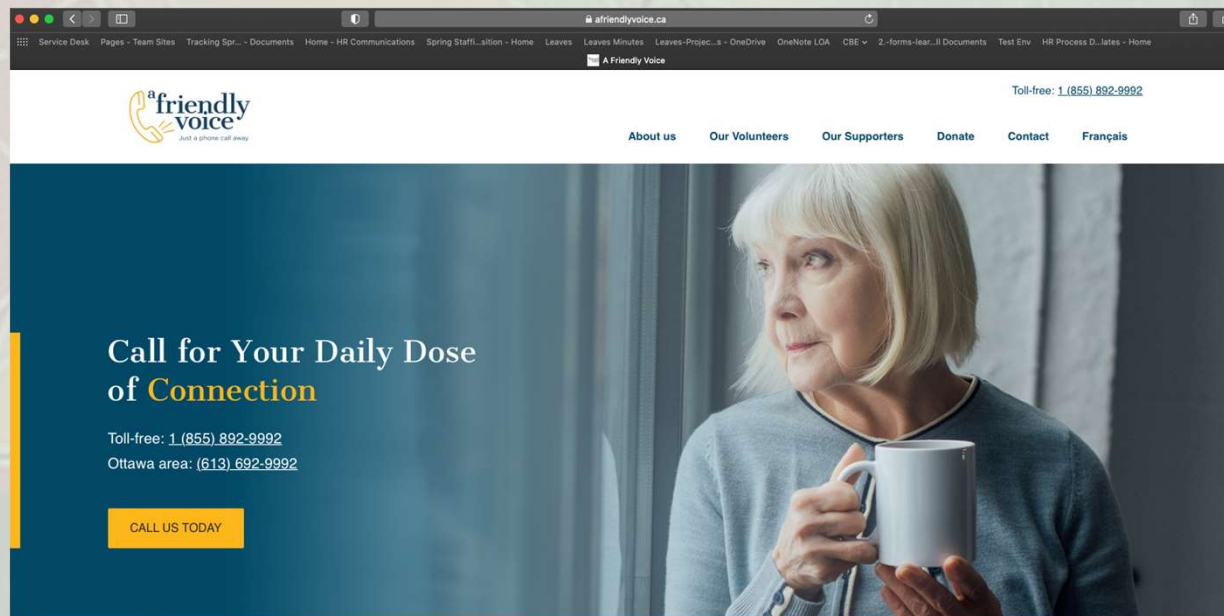 afriendlyvoice.ca
Service Desk Pages - Team Sites Tracking Spr... - Documents Home - HR Communications Spring Staffi...sition - Home Leaves Leaves Minutes Leaves-Projec...s - OneDrive OneNote LOA CBE 2.-forms-lear...ll Documents Test Env HR Process D...lates - Home
A Friendly Voice
Toll-free: 1 (855) 892-9992
a friendly
voice
Just a phone call away
About us Our Volunteers Our Supporters Donate Contact Français
Call for Your Daily Dose
of Connection
Toll-free: 1 (855) 892-9992
Ottawa area: (613) 692-9992
CALL US TODAY